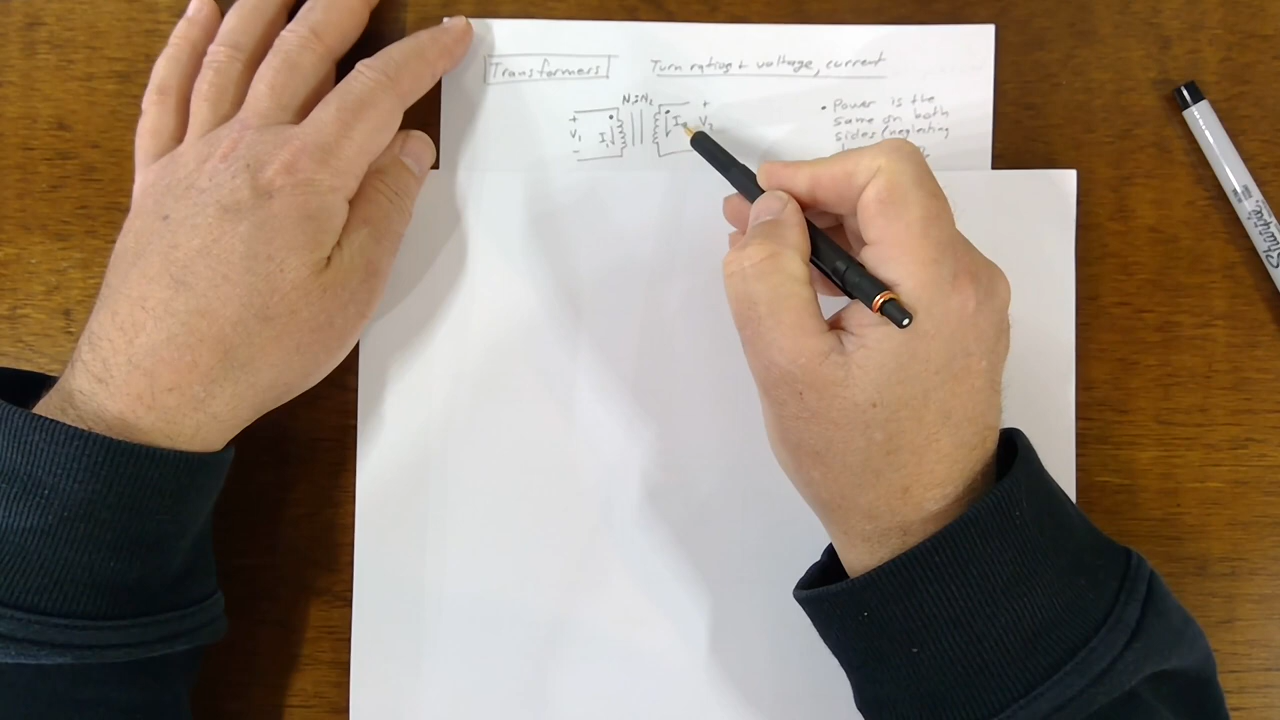 Transformers
Turn ratios + voltage, current
N1:N2
+
V1
-
I1
I2
+
V2
• Power is the
same on both
sides (neglecting
Sharpie